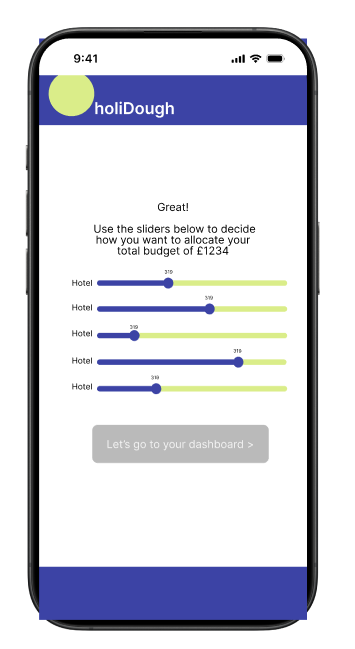 9:41
holiDough
Great!
Use the sliders below to decide
how you want to allocate your
total budget of £1234
319
Hotel
319
Hotel
319
Hotel
319
Hotel
319
Hotel
Let's go to your dashboard >